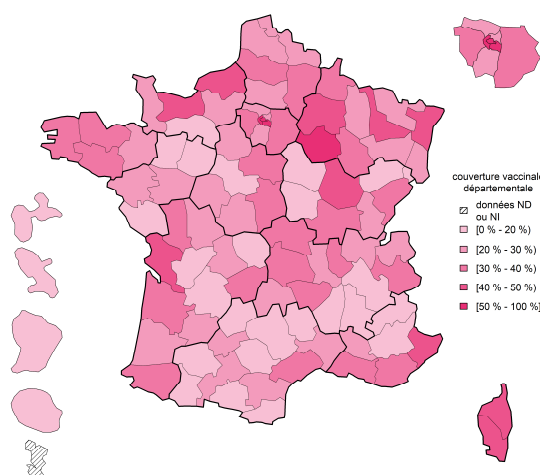 couverture vaccinale
départementale
données ND
ou NI
[0 % - 20 %)
[20 % - 30 %)
[30 % - 40 %)
[40 % - 50 %)
[50 % - 100 %]